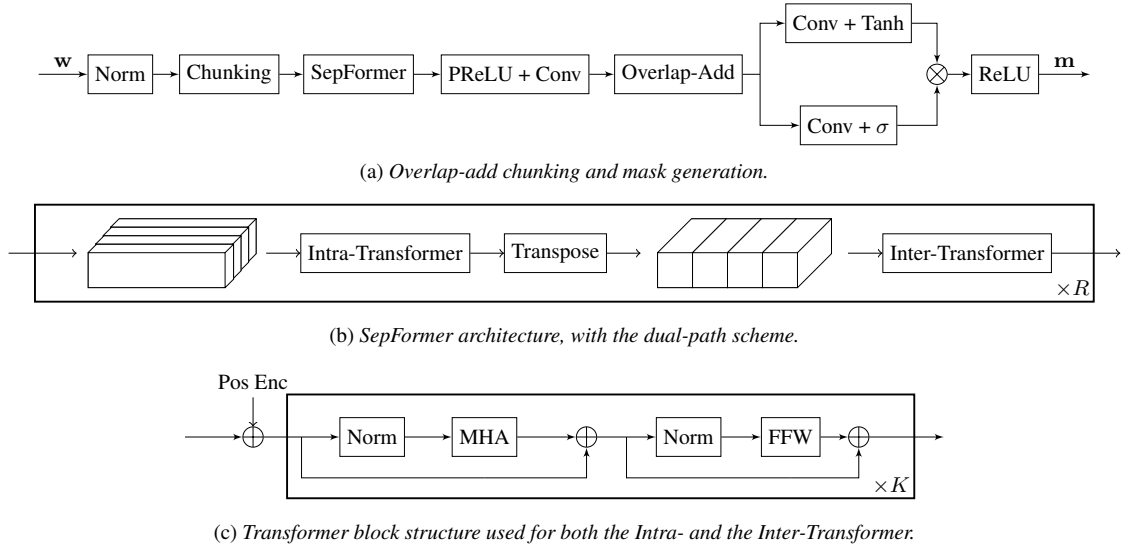 w
Norm
Chunking
SepFormer
PReLU + Conv
Overlap-Add
Conv + Tanh
Conv + σ
ReLU
m
(a) Overlap-add chunking and mask generation.
Intra-Transformer
Transpose
Inter-Transformer
×R
(b) SepFormer architecture, with the dual-path scheme.
Pos Enc
Norm
MHA
Norm
FFW
×K
(c) Transformer block structure used for both the Intra- and the Inter-Transformer.